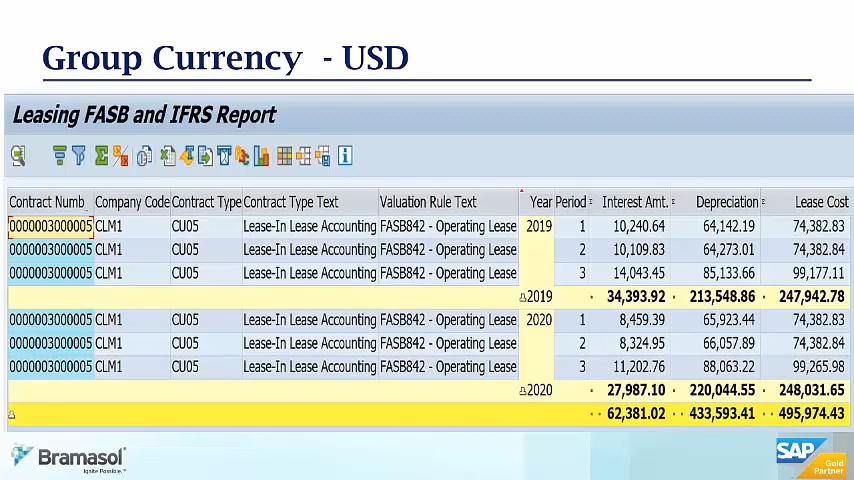 Group Currency - USD
Leasing FASB and IFRS Report
Contract Numb Company Code Contract Type Contract Type Text Valuation Rule Text Year Period Interest Amt. Depreciation Lease Cost
0000003000005 CLM1 CU05 Lease-In Lease Accounting FASB842 - Operating Lease 2019 1 10,240.64 64,142.19 74,382.83
0000003000005 CLM1 CU05 Lease-In Lease Accounting FASB842 - Operating Lease 2 10,109.83 64,273.01 74,382.84
0000003000005 CLM1 CU05 Lease-In Lease Accounting FASB842 - Operating Lease 3 14,043.45 85,133.66 99,177.11
2019 34,393.92 213,548.86 247,942.78
0000003000005 CLM1 CU05 Lease-In Lease Accounting FASB842 - Operating Lease 2020 1 8,459.39 65,923.44 74,382.83
0000003000005 CLM1 CU05 Lease-In Lease Accounting FASB842 - Operating Lease 2 8,324.95 66,057.89 74,382.84
0000003000005 CLM1 CU05 Lease-In Lease Accounting FASB842 - Operating Lease 3 11,202.76 88,063.22 99,265.98
2020 27,987.10 220,044.55 248,031.65
62,381.02 433,593.41 495,974.43
Bramasol
Ignite Possible.™
SAP
Gold
Partner